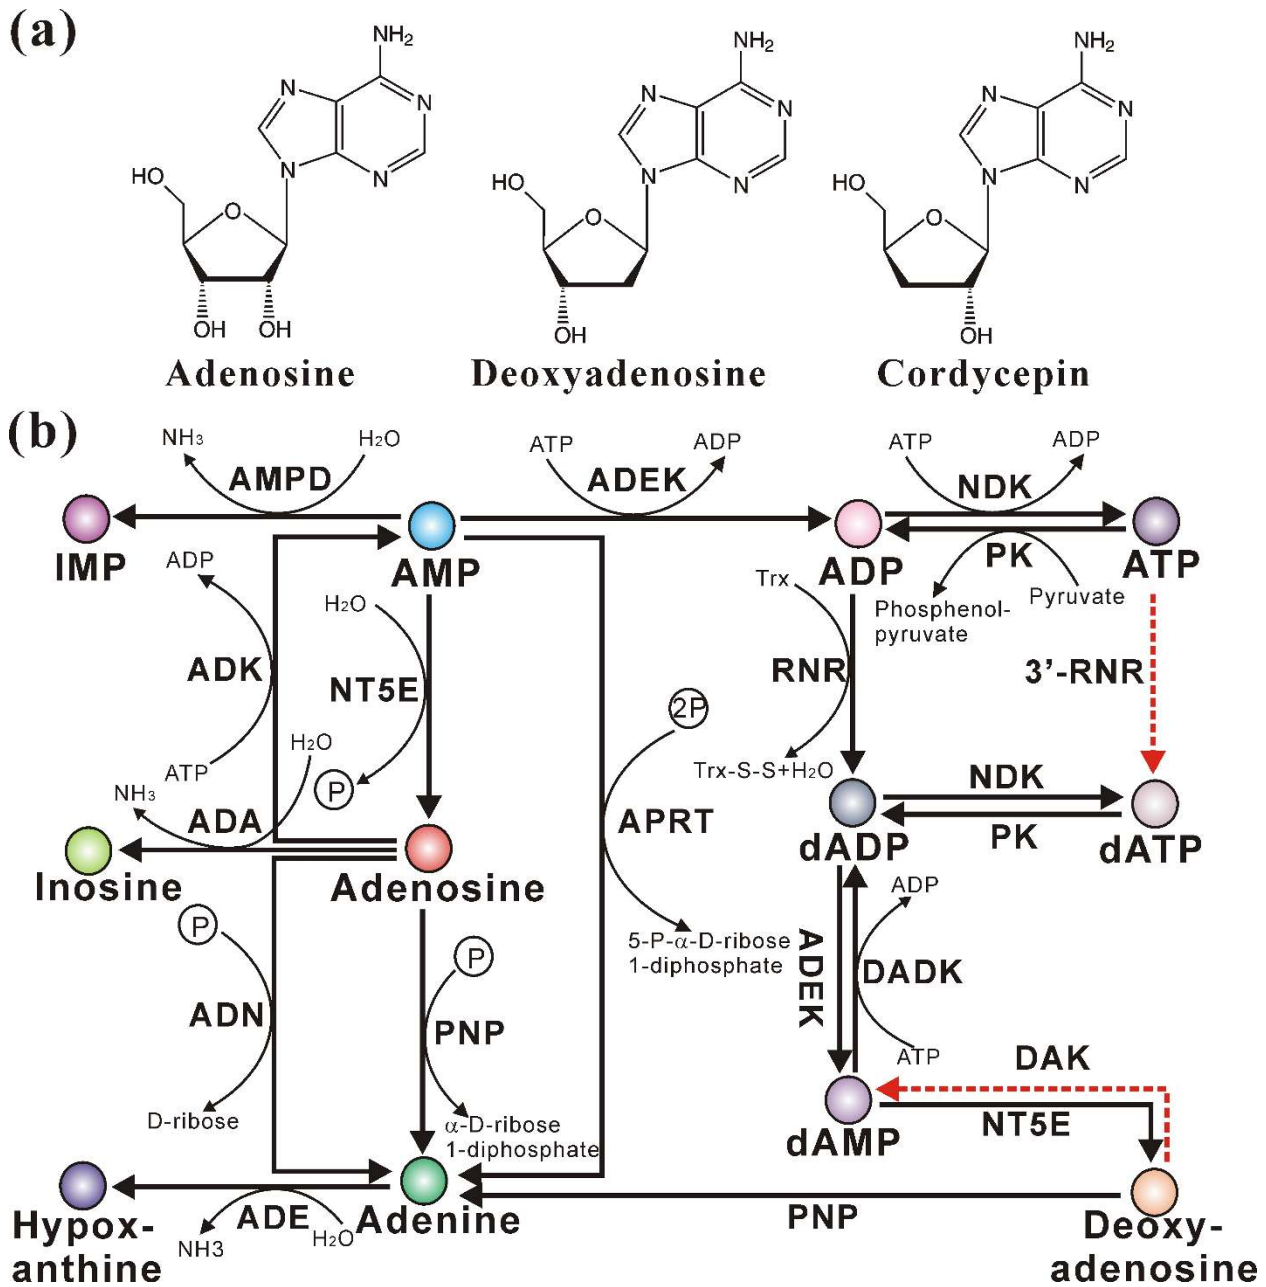 (a)
NH2
N
N
N
N
HO
O
OH
OH
Adenosine
NH2
N
N
N
N
HO
O
OH
Deoxyadenosine
NH2
N
N
N
N
HO
O
OH
Cordycepin
(b)
NH3
H2O
AMPD
IMP
AMP
ATP
ADP
ADEK
ADP
ATP
ADP
NDK
PK
ATP
Phosphenol-
pyruvate
Pyruvate
ADP
ADK
ATP
H2O
NT5E
P
Trx
RNR
Trx-S-S+H2O
3'-RNR
2P
APRT
5-P-α-D-ribose
1-diphosphate
NH3
H2O
ADA
Inosine
Adenosine
dADP
NDK
PK
dATP
P
ADN
D-ribose
P
PNP
α-D-ribose
1-diphosphate
ADEK
ADP
DADK
ATP
dAMP
DAK
NT5E
Hypox-
anthine
ADE
NH3
H2O
Adenine
PNP
Deoxy-
adenosine